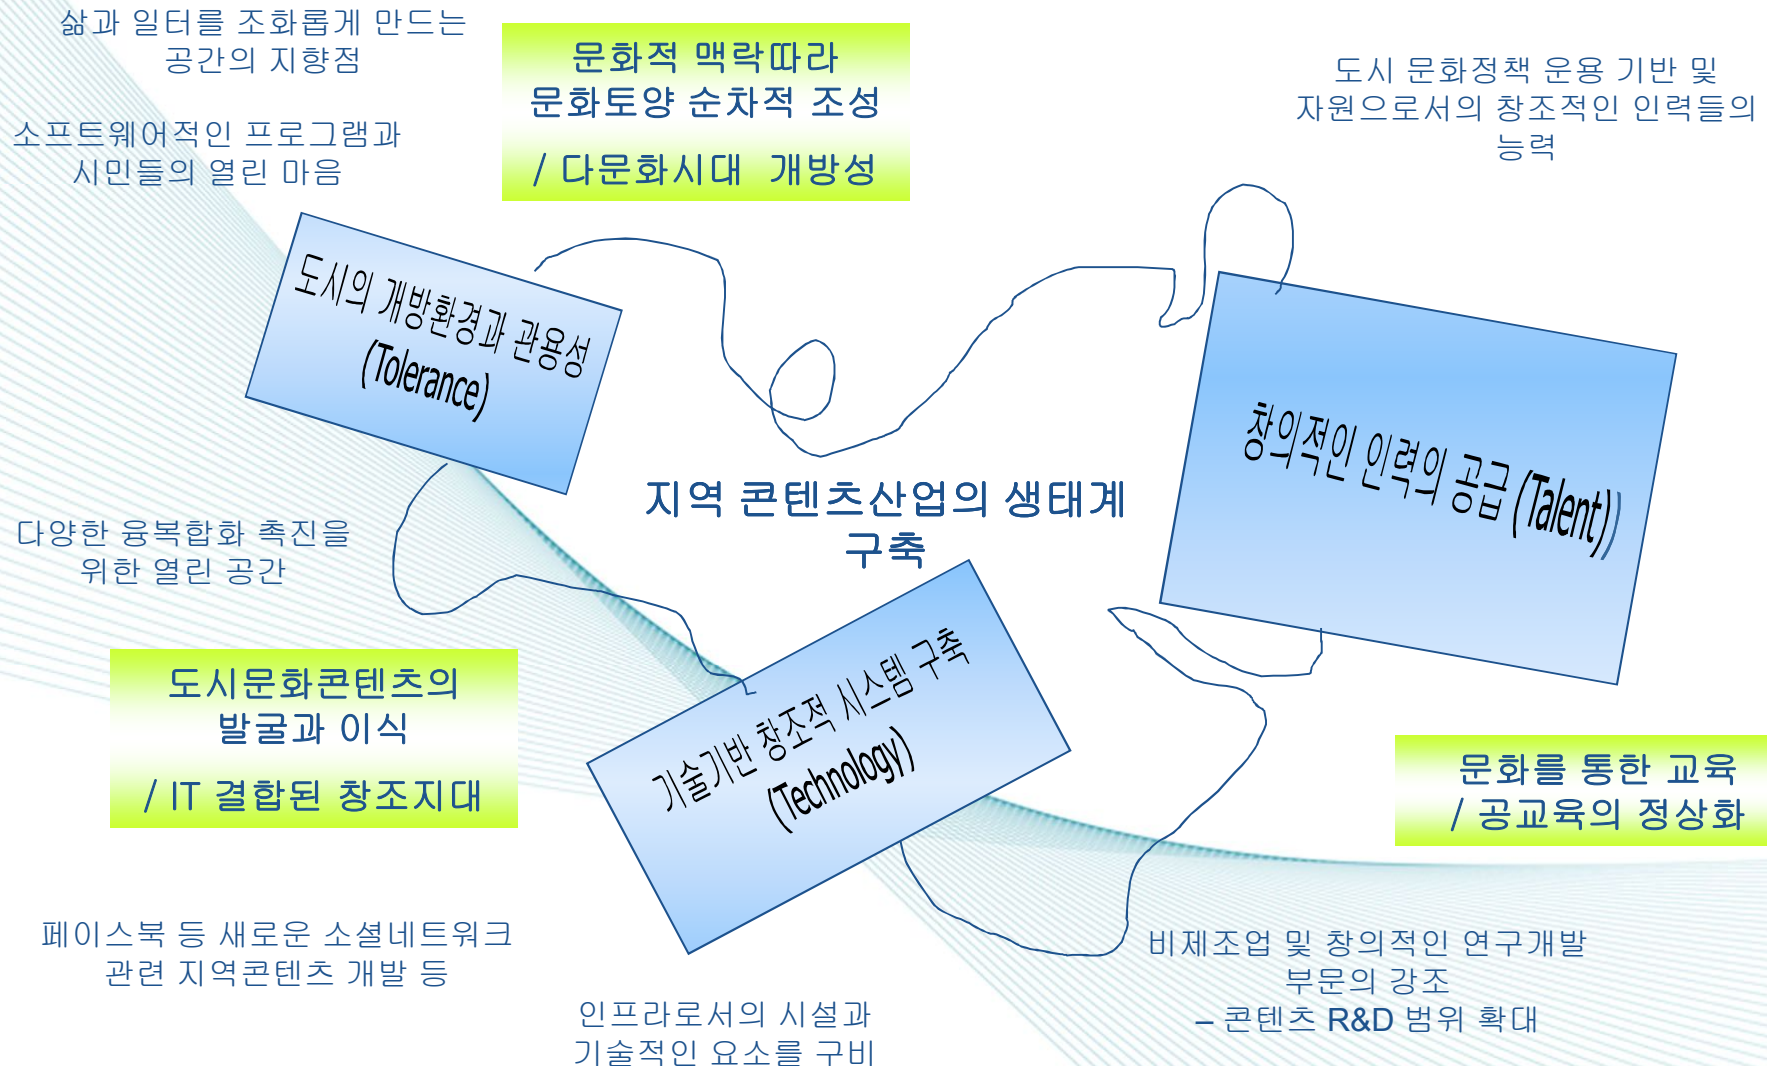 삶과 일터를 조화롭게 만드는
공간의 지향점
소프트웨어적인 프로그램과
시민들의 열린 마음
문화적 맥락따라
문화토양 순차적 조성
/ 다문화시대 개방성
도시 문화정책 운용 기반 및
자원으로서의 창조적인 인력들의
능력
도시의 개방환경과 관용성
(Tolerance)
창의적인 인력의 공급 (Talent))
지역 콘텐츠산업의 생태계
구축
다양한 융복합화 촉진을
위한 열린 공간
기술기반 창조적 시스템 구축
(Technology)
도시문화콘텐츠의
발굴과 이식
/ IT 결합된 창조지대
문화를 통한 교육
/ 공교육의 정상화
페이스북 등 새로운 소셜네트워크
관련 지역콘텐츠 개발 등
비제조업 및 창의적인 연구개발
부문의 강조
– 콘텐츠 R&D 범위 확대
인프라로서의 시설과
기술적인 요소를 구비